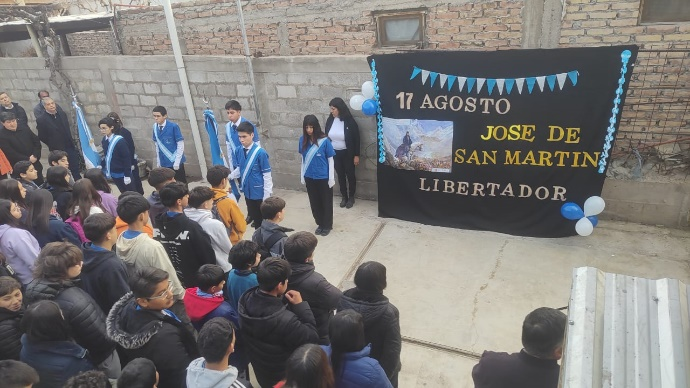 17 AGOSTO
JOSE DE
SAN MARTIN
LIBERTADOR